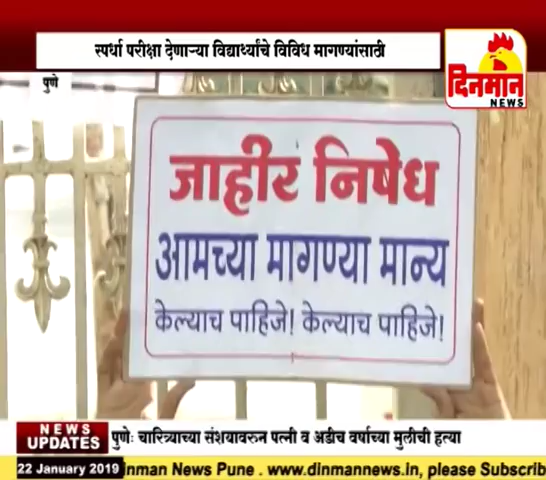 स्पर्धा परीक्षा देणाऱ्या विद्यार्थ्यांचे विविध मागण्यांसाठी
दिनमान
NEWS
पुणे
जाहीर निषेध
आमच्या मागण्या मान्य
केल्याच पाहिजे! केल्याच पाहिजे!
NEWS
UPDATES
पुणेः चारित्र्याच्या संशयावरुन पत्नी व अडीच वर्षाच्या मुलीची हत्या
22 January 2019 inman News Pune . www.dinmannews.in, please Subscrib